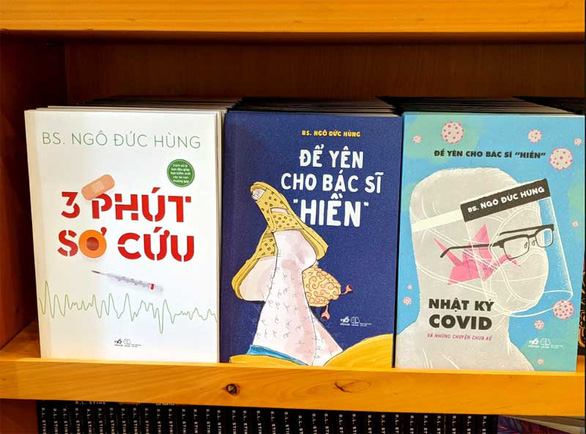 BS. NGÔ ĐỨC HÙNG
3 PHÚT
SƠ CỨU
BS. NGÔ ĐỨC HÙNG
ĐỂ YÊN
CHO BÁC SĨ
"HIỀN"
ĐỂ YÊN CHO BÁC SĨ "HIỀN"
BS. NGÔ ĐỨC HÙNG
NHẬT KÝ
COVID
VÀ NHỮNG CHUYỆN CHƯA KỂ